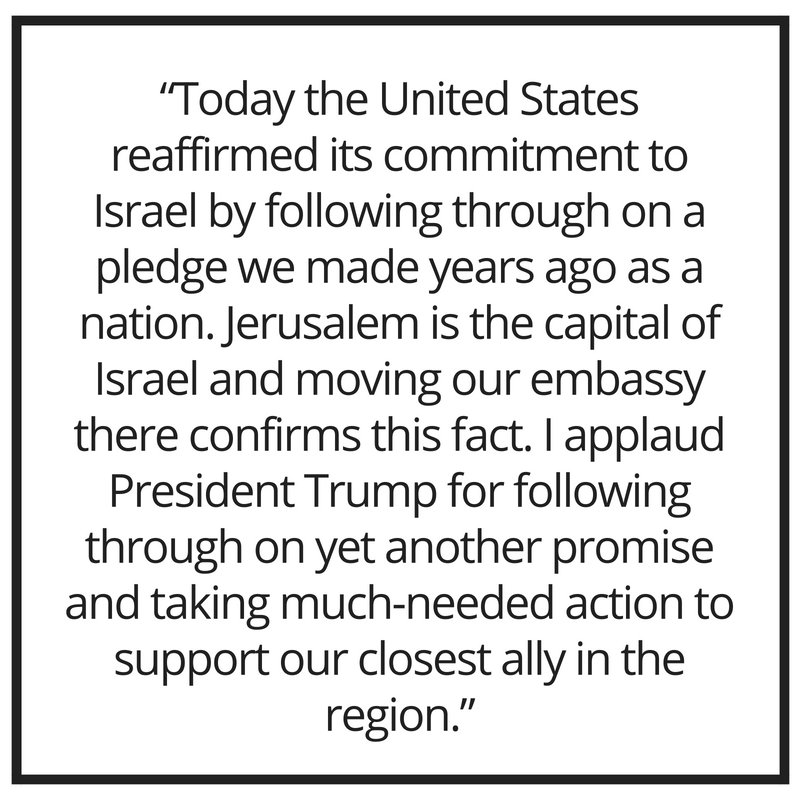 “Today the United States
reaffirmed its commitment to
Israel by following through on a
pledge we made years ago as a
nation. Jerusalem is the capital of
Israel and moving our embassy
there confirms this fact. I applaud
President Trump for following
through on yet another promise
and taking much-needed action to
support our closest ally in the
region.”